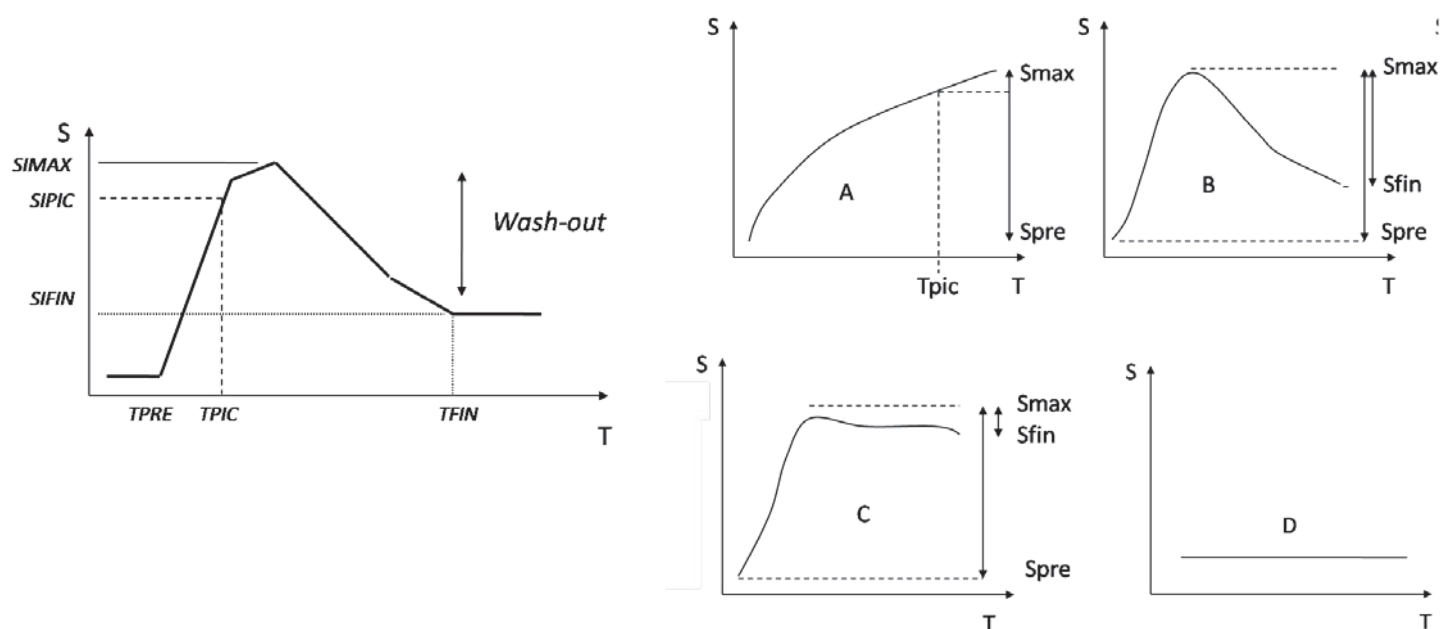 S
SIMAX
SIPIC
Wash-out
SIFIN
TPRE TPIC TFIN
T
S
Smax
A
Spre
Tpic T
S
Smax
B
Sfin
Spre
T
S
Smax
Sfin
C
Spre
T
S
D
T